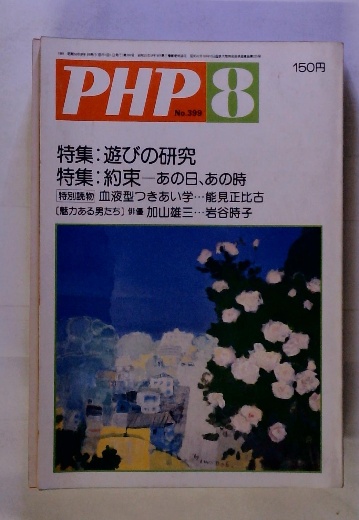 150円
PHP 8
No.399
特集:遊びの研究
特集:約束—あの日、あの時
特別読物 血液型つきあい学…能見正比古
〔魅力ある男たち〕俳優 加山雄三…岩谷時子